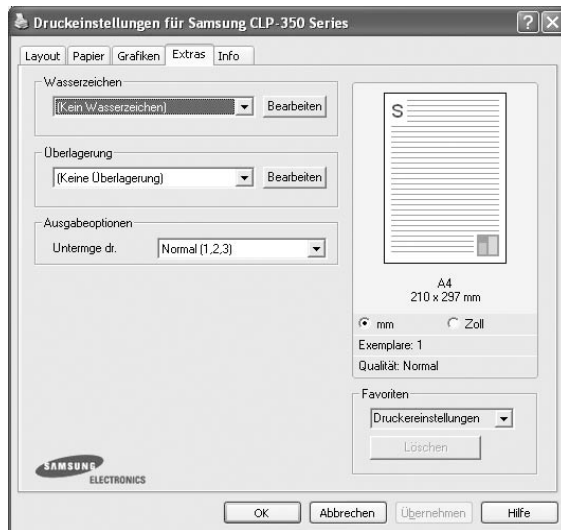 Druckeinstellungen für Samsung CLP-350 Series
Layout Papier Grafiken Extras Info
Wasserzeichen
(Kein Wasserzeichen) Bearbeiten
Überlagerung
(Keine Überlagerung) Bearbeiten
Ausgabeoptionen
Untermge dr. Normal (1,2,3)
S
A4
210 x 297 mm
mm Zoll
Exemplare: 1
Qualität: Normal
Favoriten
Druckereinstellungen
Löschen
SAMSUNG
ELECTRONICS
OK Abbrechen Übernehmen Hilfe